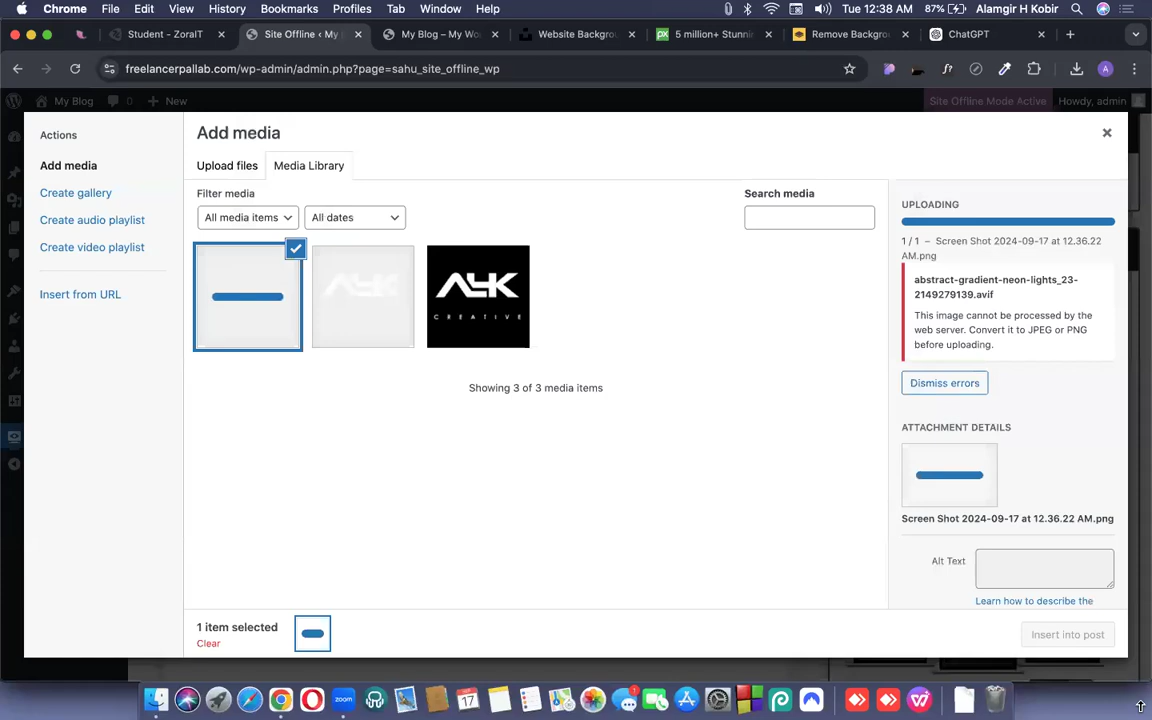 Chrome File Edit View History Bookmarks Profiles Tab Window Help 87% Tue 12:38 AM Alamgir H Kobir
Student - ZoraIT Site Offline ‹ My My Blog – My Wo Website Backgro 5 million+ Stunni Remove Backgro ChatGPT
freelancerpallab.com/wp-admin/admin.php?page=sahu_site_offline_wp
My Blog 0 New Site Offline Mode Active Howdy, admin
Actions
Add media
Create gallery
Create audio playlist
Create video playlist
Insert from URL
Add media
Upload files Media Library
Filter media
All media items All dates
Search media
AYK
CREATIVE
Showing 3 of 3 media items
UPLOADING
1 / 1 – Screen Shot 2024-09-17 at 12.36.22
AM.png
abstract-gradient-neon-lights_23-
2149279139.avif
This image cannot be processed by the
web server. Convert it to JPEG or PNG
before uploading.
Dismiss errors
ATTACHMENT DETAILS
Screen Shot 2024-09-17 at 12.36.22 AM.png
Alt Text
Learn how to describe the
1 item selected
Clear
Insert into post
zoom
17
1